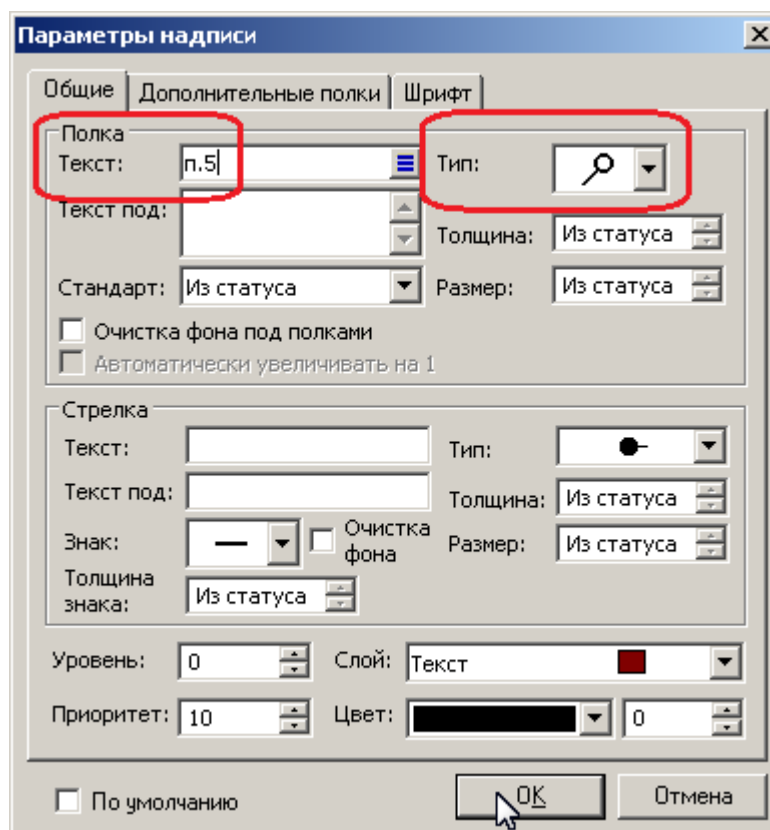 Параметры надписи
Общие Дополнительные полки Шрифт
Полка
Текст: п.5 Тип:
Текст под:
Толщина: Из статуса
Стандарт: Из статуса Размер: Из статуса
Очистка фона под полками
Автоматически увеличивать на 1
Стрелка
Текст: Тип:
Текст под: Толщина: Из статуса
Знак: Очистка фона Размер: Из статуса
Толщина знака: Из статуса
Уровень: 0 Слой: Текст
Приоритет: 10 Цвет: 0
По умолчанию OK Отмена